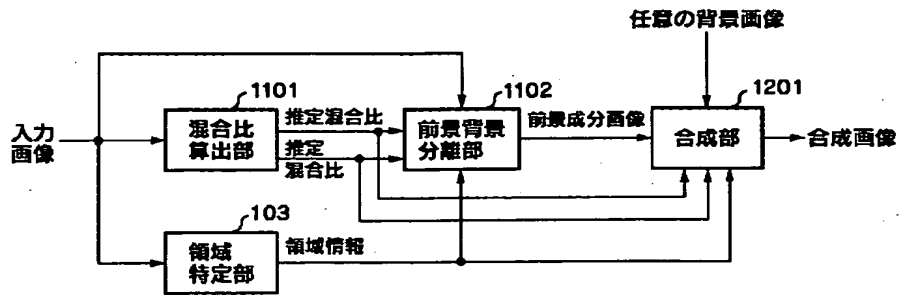 任意の背景画像
1101
1102
1201
入力
画像
混合比
算出部
推定混合比
推定
混合比
前景背景
分離部
前景成分画像
合成部
合成画像
103
領域
特定部
領域情報